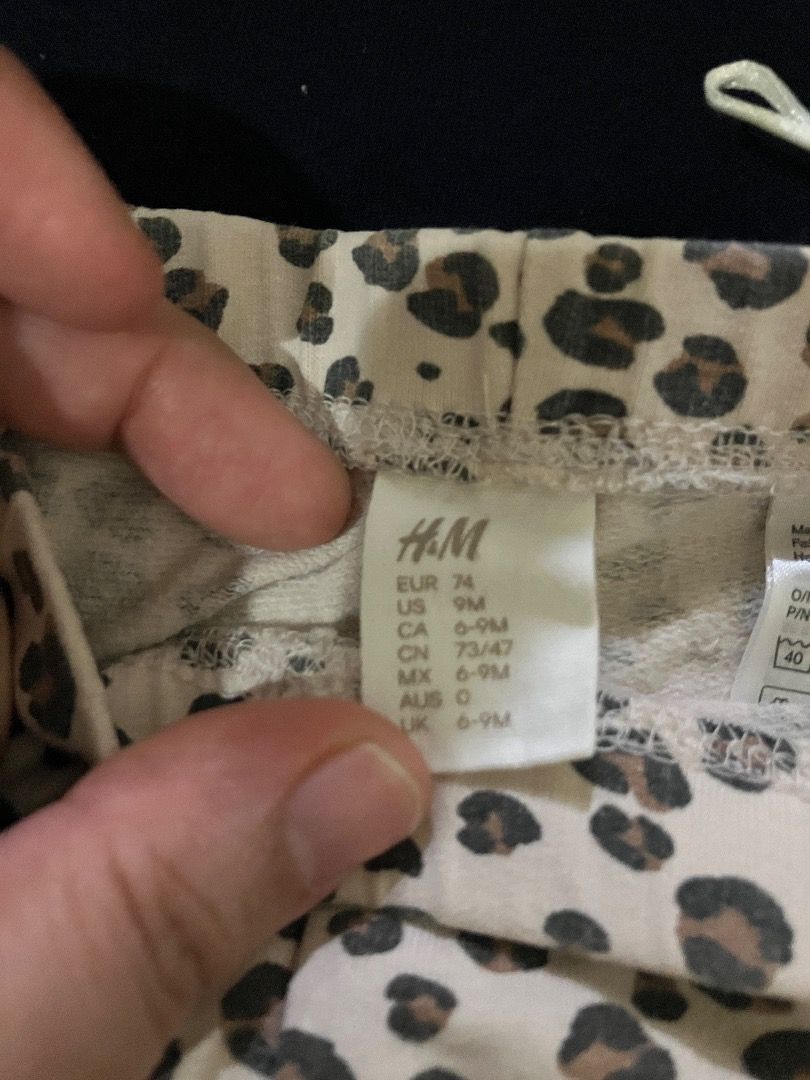 H&M
EUR 74
US 9M
CA 6-9M
CN 73/47
MX 6-9M
AUS 0
UK 6-9M
40